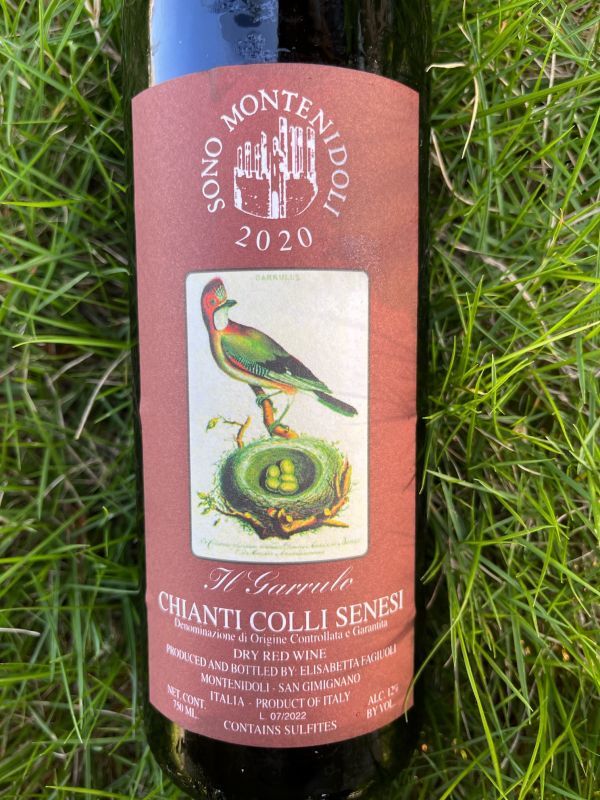 SONO MONTENIDOLI
2020
GARRULUS
Il Garrulo
CHIANTI COLLI SENESI
Denominazione di Origine Controllata e Garantita
DRY RED WINE
PRODUCED AND BOTTLED BY: ELISABETTA FAGIUOLI
MONTENIDOLI - SAN GIMIGNANO
ITALIA - PRODUCT OF ITALY
NET. CONT.
750 ML.
ALC. 12%
BY VOL.
L 07/2022
CONTAINS SULFITES